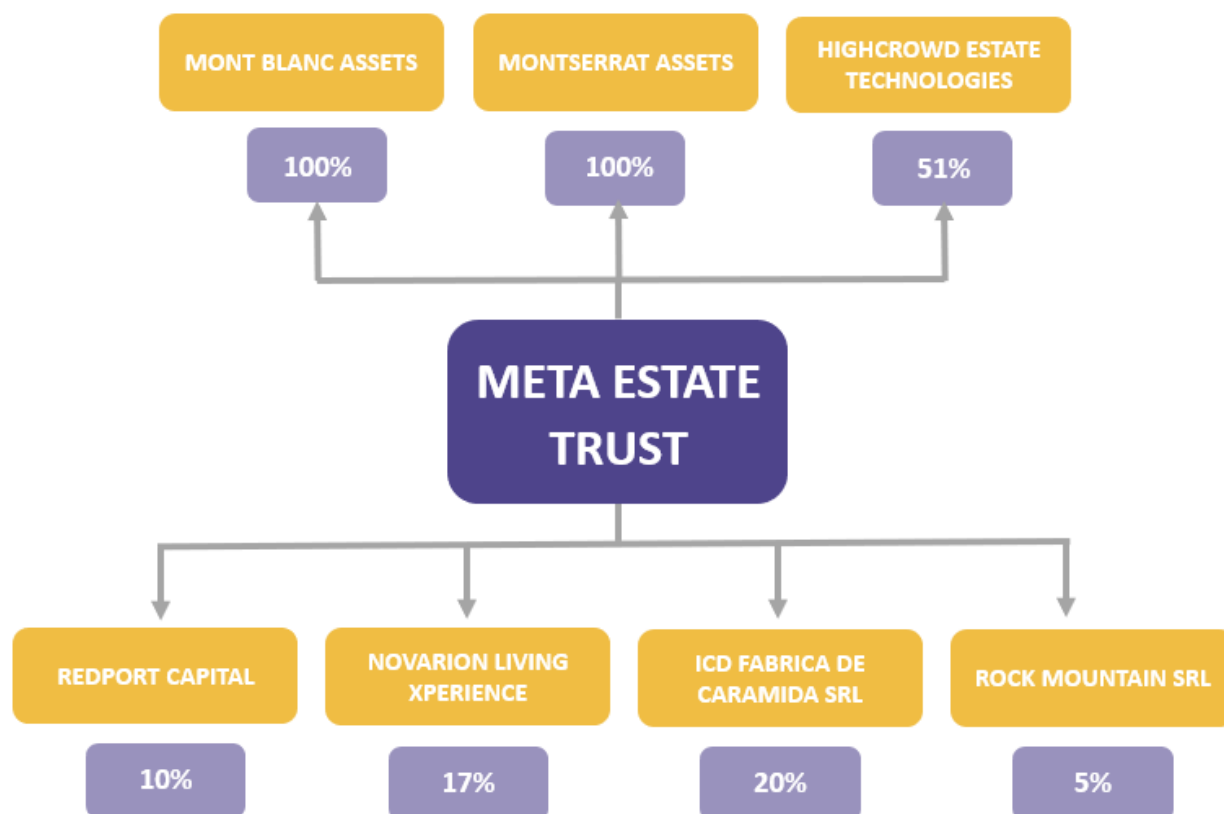 MONT BLANC ASSETS
MONTSERRAT ASSETS
HIGHCROWD ESTATE
TECHNOLOGIES
100%
100%
51%
META ESTATE
TRUST
REDPORT CAPITAL
NOVARION LIVING
XPERIENCE
ICD FABRICA DE
CARAMIDA SRL
ROCK MOUNTAIN SRL
10%
17%
20%
5%